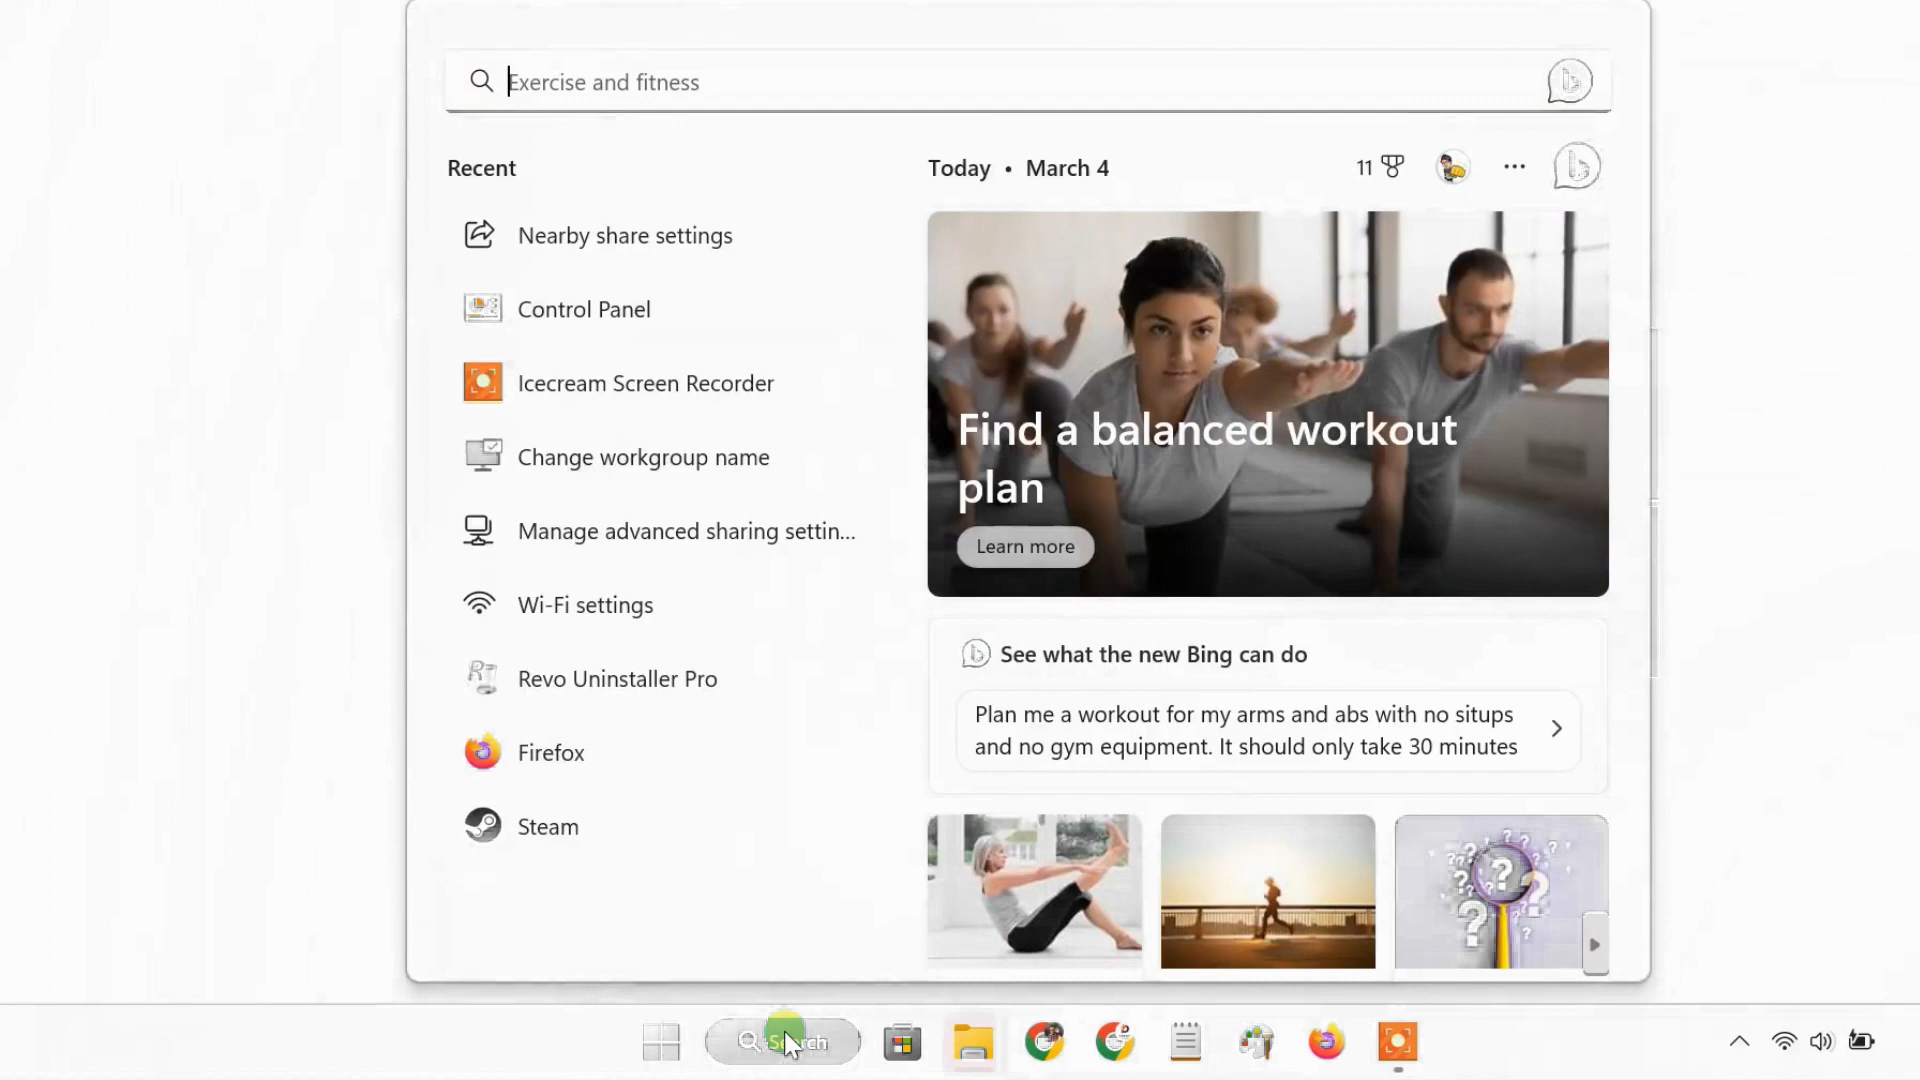 Exercise and fitness
Recent
Today • March 4
11
Nearby share settings
Control Panel
Icecream Screen Recorder
Change workgroup name
Manage advanced sharing settin...
Wi-Fi settings
Revo Uninstaller Pro
Firefox
Steam
Find a balanced workout
plan
Learn more
See what the new Bing can do
Plan me a workout for my arms and abs with no situps
and no gym equipment. It should only take 30 minutes
Search